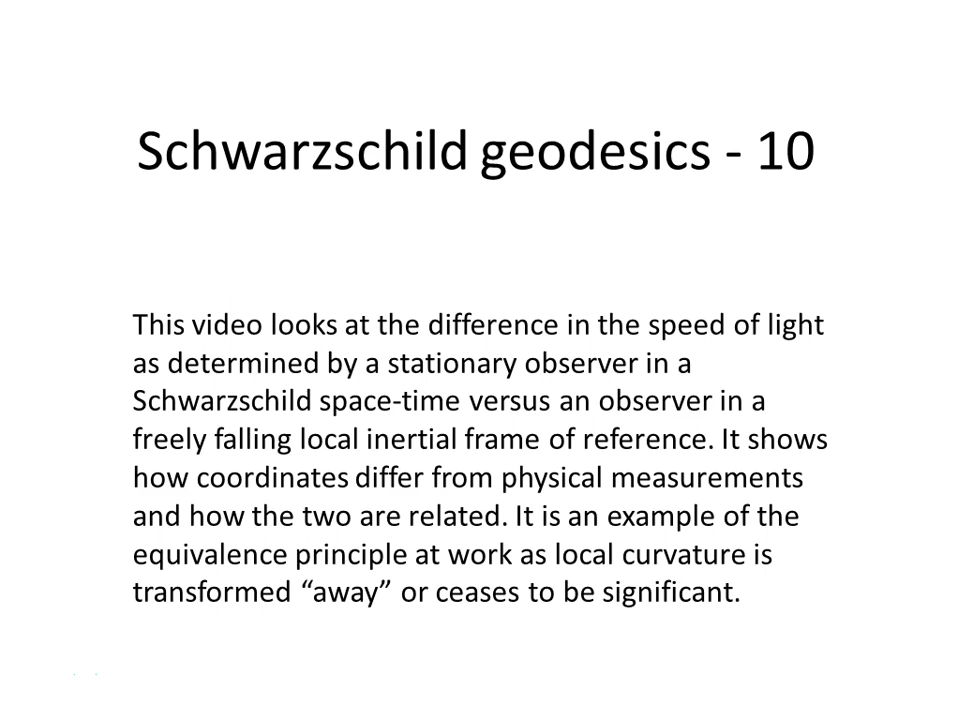 Schwarzschild geodesics - 10
This video looks at the difference in the speed of light
as determined by a stationary observer in a
Schwarzschild space-time versus an observer in a
freely falling local inertial frame of reference. It shows
how coordinates differ from physical measurements
and how the two are related. It is an example of the
equivalence principle at work as local curvature is
transformed “away” or ceases to be significant.